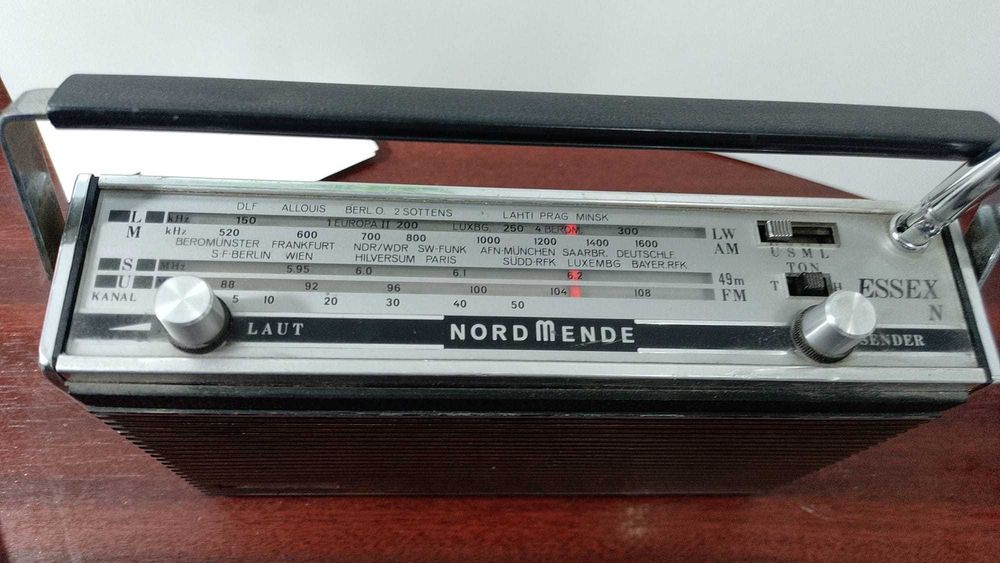 DLF ALLOUIS BERL.O. 2 SOTTENS LAHTI PRAG MINSK
L kHz 150 1 EUROPA II 200 LUXBG. 250 4 BEROM 300 LW
M kHz 520 600 700 800 1000 1200 1400 1600 AM
BEROMÜNSTER FRANKFURT NDR/WDR SW-FUNK AFN-MÜNCHEN SAARBR. DEUTSCHLF
S-F-BERLIN WIEN HILVERSUM PARIS SÜDD-RFK LUXEMBG BAYER.RFK
S MHz 5.95 6.0 6.1 6.2 49m
U 88 92 96 100 104 108 FM
KANAL 5 10 20 30 40 50
U S M L
TON
T H
ESSEX
N
LAUT NORDMENDE SENDER